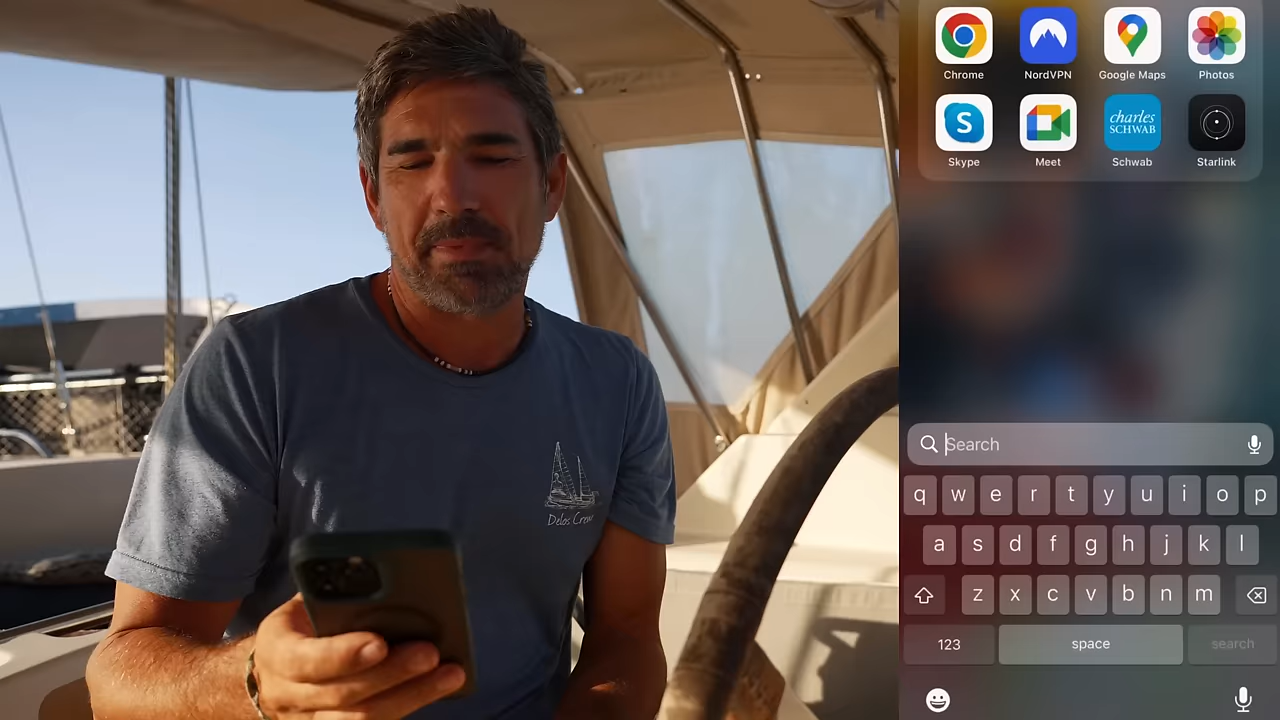 Chrome NordVPN Google Maps Photos
S charles SCHWAB
Skype Meet Schwab Starlink
Search
q w e r t y u i o p
a s d f g h j k l
z x c v b n m
123 space search
Delos Crew